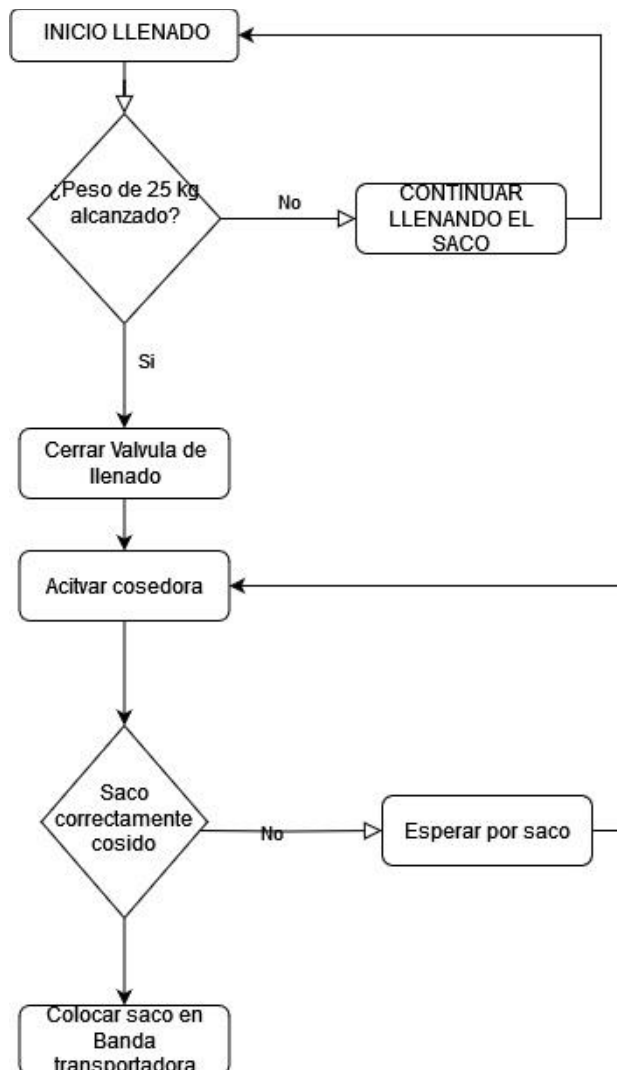 INICIO LLENADO
¿Peso de 25 kg
alcanzado?
No
CONTINUAR
LLENANDO EL
SACO
Si
Cerrar Valvula de
llenado
Acitvar cosedora
Saco
correctamente
cosido
No
Esperar por saco
Colocar saco en
Banda
transportadora